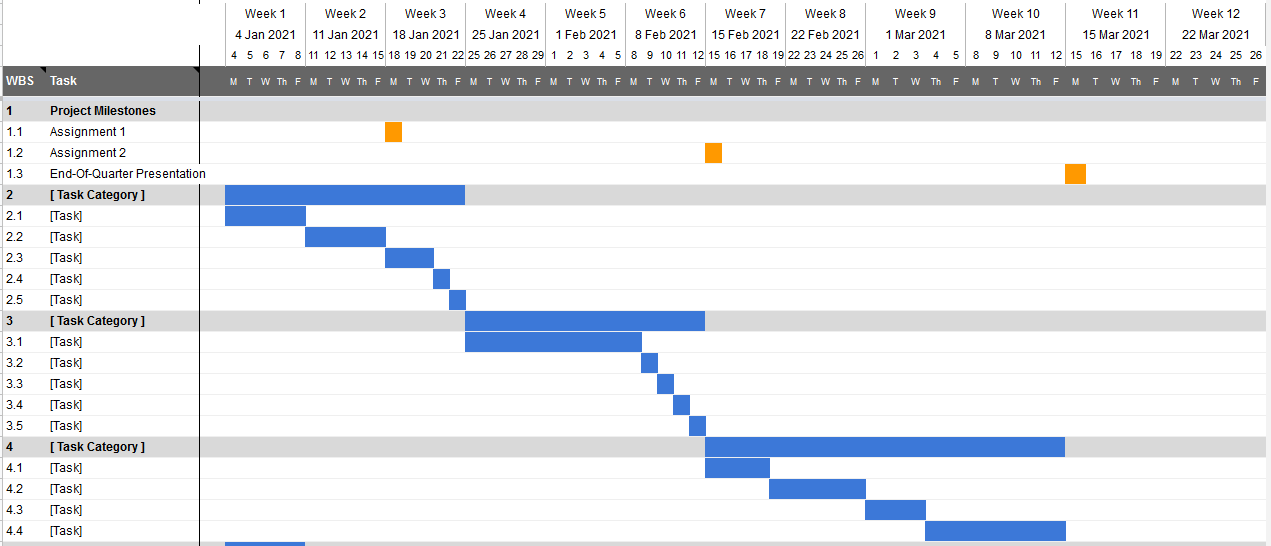 Week 1 Week 2 Week 3 Week 4 Week 5 Week 6 Week 7 Week 8 Week 9 Week 10 Week 11 Week 12
4 Jan 2021 11 Jan 2021 18 Jan 2021 25 Jan 2021 1 Feb 2021 8 Feb 2021 15 Feb 2021 22 Feb 2021 1 Mar 2021 8 Mar 2021 15 Mar 2021 22 Mar 2021
4 5 6 7 8 11 12 13 14 15 18 19 20 21 22 25 26 27 28 29 1 2 3 4 5 8 9 10 11 12 15 16 17 18 19 22 23 24 25 26 1 2 3 4 5 8 9 10 11 12 15 16 17 18 19 22 23 24 25 26
WBS Task M T W Th F M T W Th F M T W Th F M T W Th F M T W Th F M T W Th F M T W Th F M T W Th F M T W Th F M T W Th F M T W Th F M T W Th F
1 Project Milestones
1.1 Assignment 1
1.2 Assignment 2
1.3 End-Of-Quarter Presentation
2 [ Task Category ]
2.1 [Task]
2.2 [Task]
2.3 [Task]
2.4 [Task]
2.5 [Task]
3 [ Task Category ]
3.1 [Task]
3.2 [Task]
3.3 [Task]
3.4 [Task]
3.5 [Task]
4 [ Task Category ]
4.1 [Task]
4.2 [Task]
4.3 [Task]
4.4 [Task]